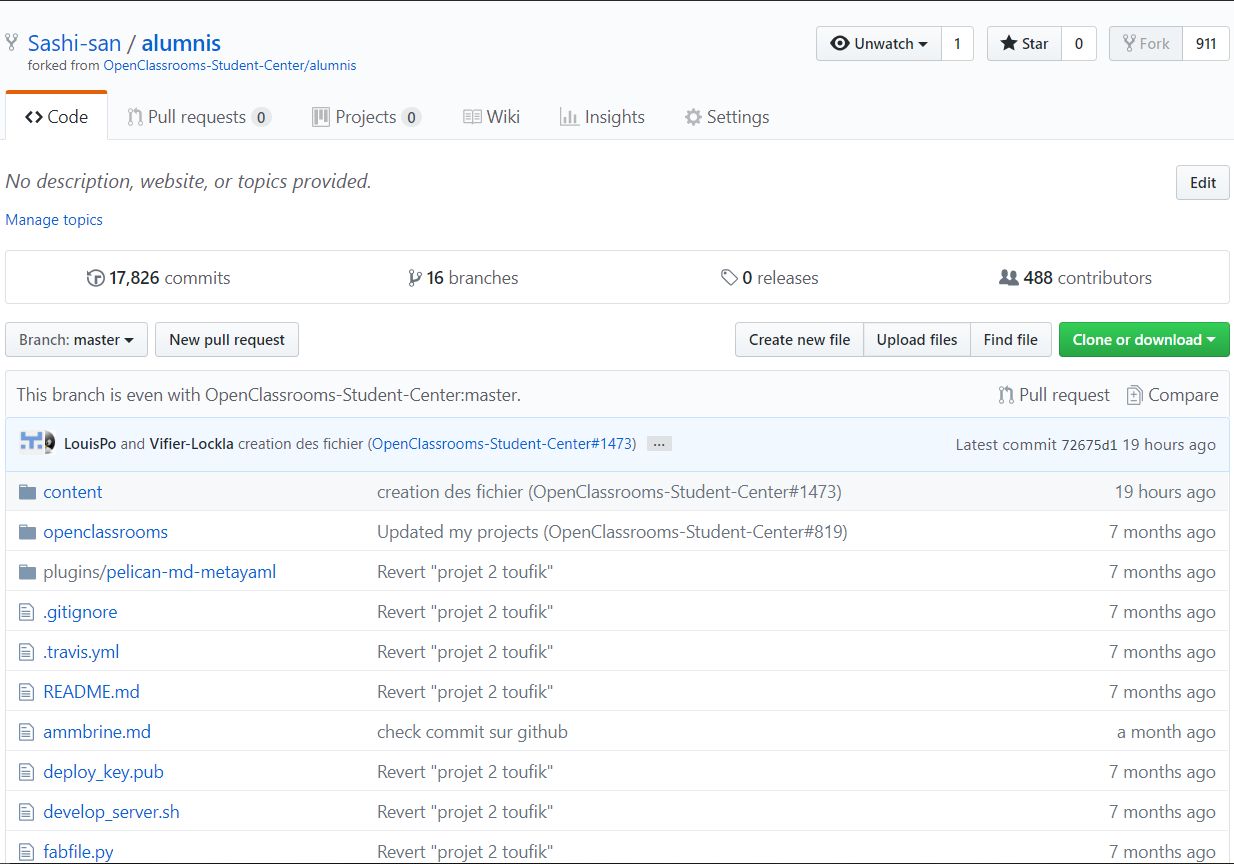 Sashi-san / alumnis
Unwatch 1 Star 0 Fork 911
forked from OpenClassrooms-Student-Center/alumnis
Code Pull requests 0 Projects 0 Wiki Insights Settings
No description, website, or topics provided.
Edit
Manage topics
17,826 commits 16 branches 0 releases 488 contributors
Branch: master New pull request Create new file Upload files Find file Clone or download
This branch is even with OpenClassrooms-Student-Center:master. Pull request Compare
LouisPo and Vifier-Lockla creation des fichier (OpenClassrooms-Student-Center#1473) ... Latest commit 72675d1 19 hours ago
content creation des fichier (OpenClassrooms-Student-Center#1473) 19 hours ago
openclassrooms Updated my projects (OpenClassrooms-Student-Center#819) 7 months ago
plugins/pelican-md-metayaml Revert "projet 2 toufik" 7 months ago
.gitignore Revert "projet 2 toufik" 7 months ago
.travis.yml Revert "projet 2 toufik" 7 months ago
README.md Revert "projet 2 toufik" 7 months ago
ammbrine.md check commit sur github a month ago
deploy_key.pub Revert "projet 2 toufik" 7 months ago
develop_server.sh Revert "projet 2 toufik" 7 months ago
fabfile.py Revert "projet 2 toufik" 7 months ago